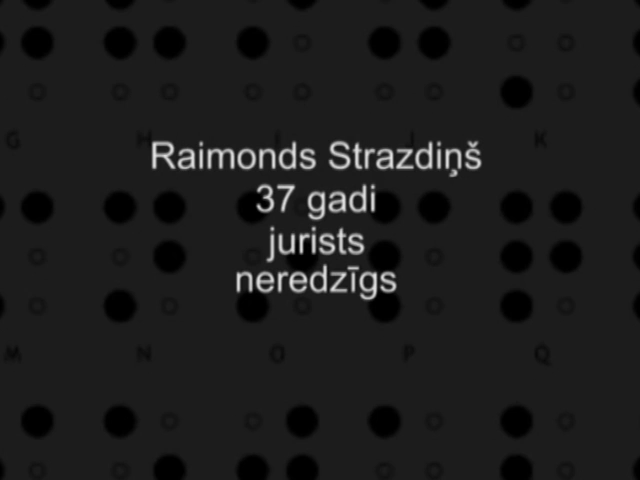 G H I J K
Raimonds Strazdiņš
37 gadi
jurists
neredzīgs
M N O P Q